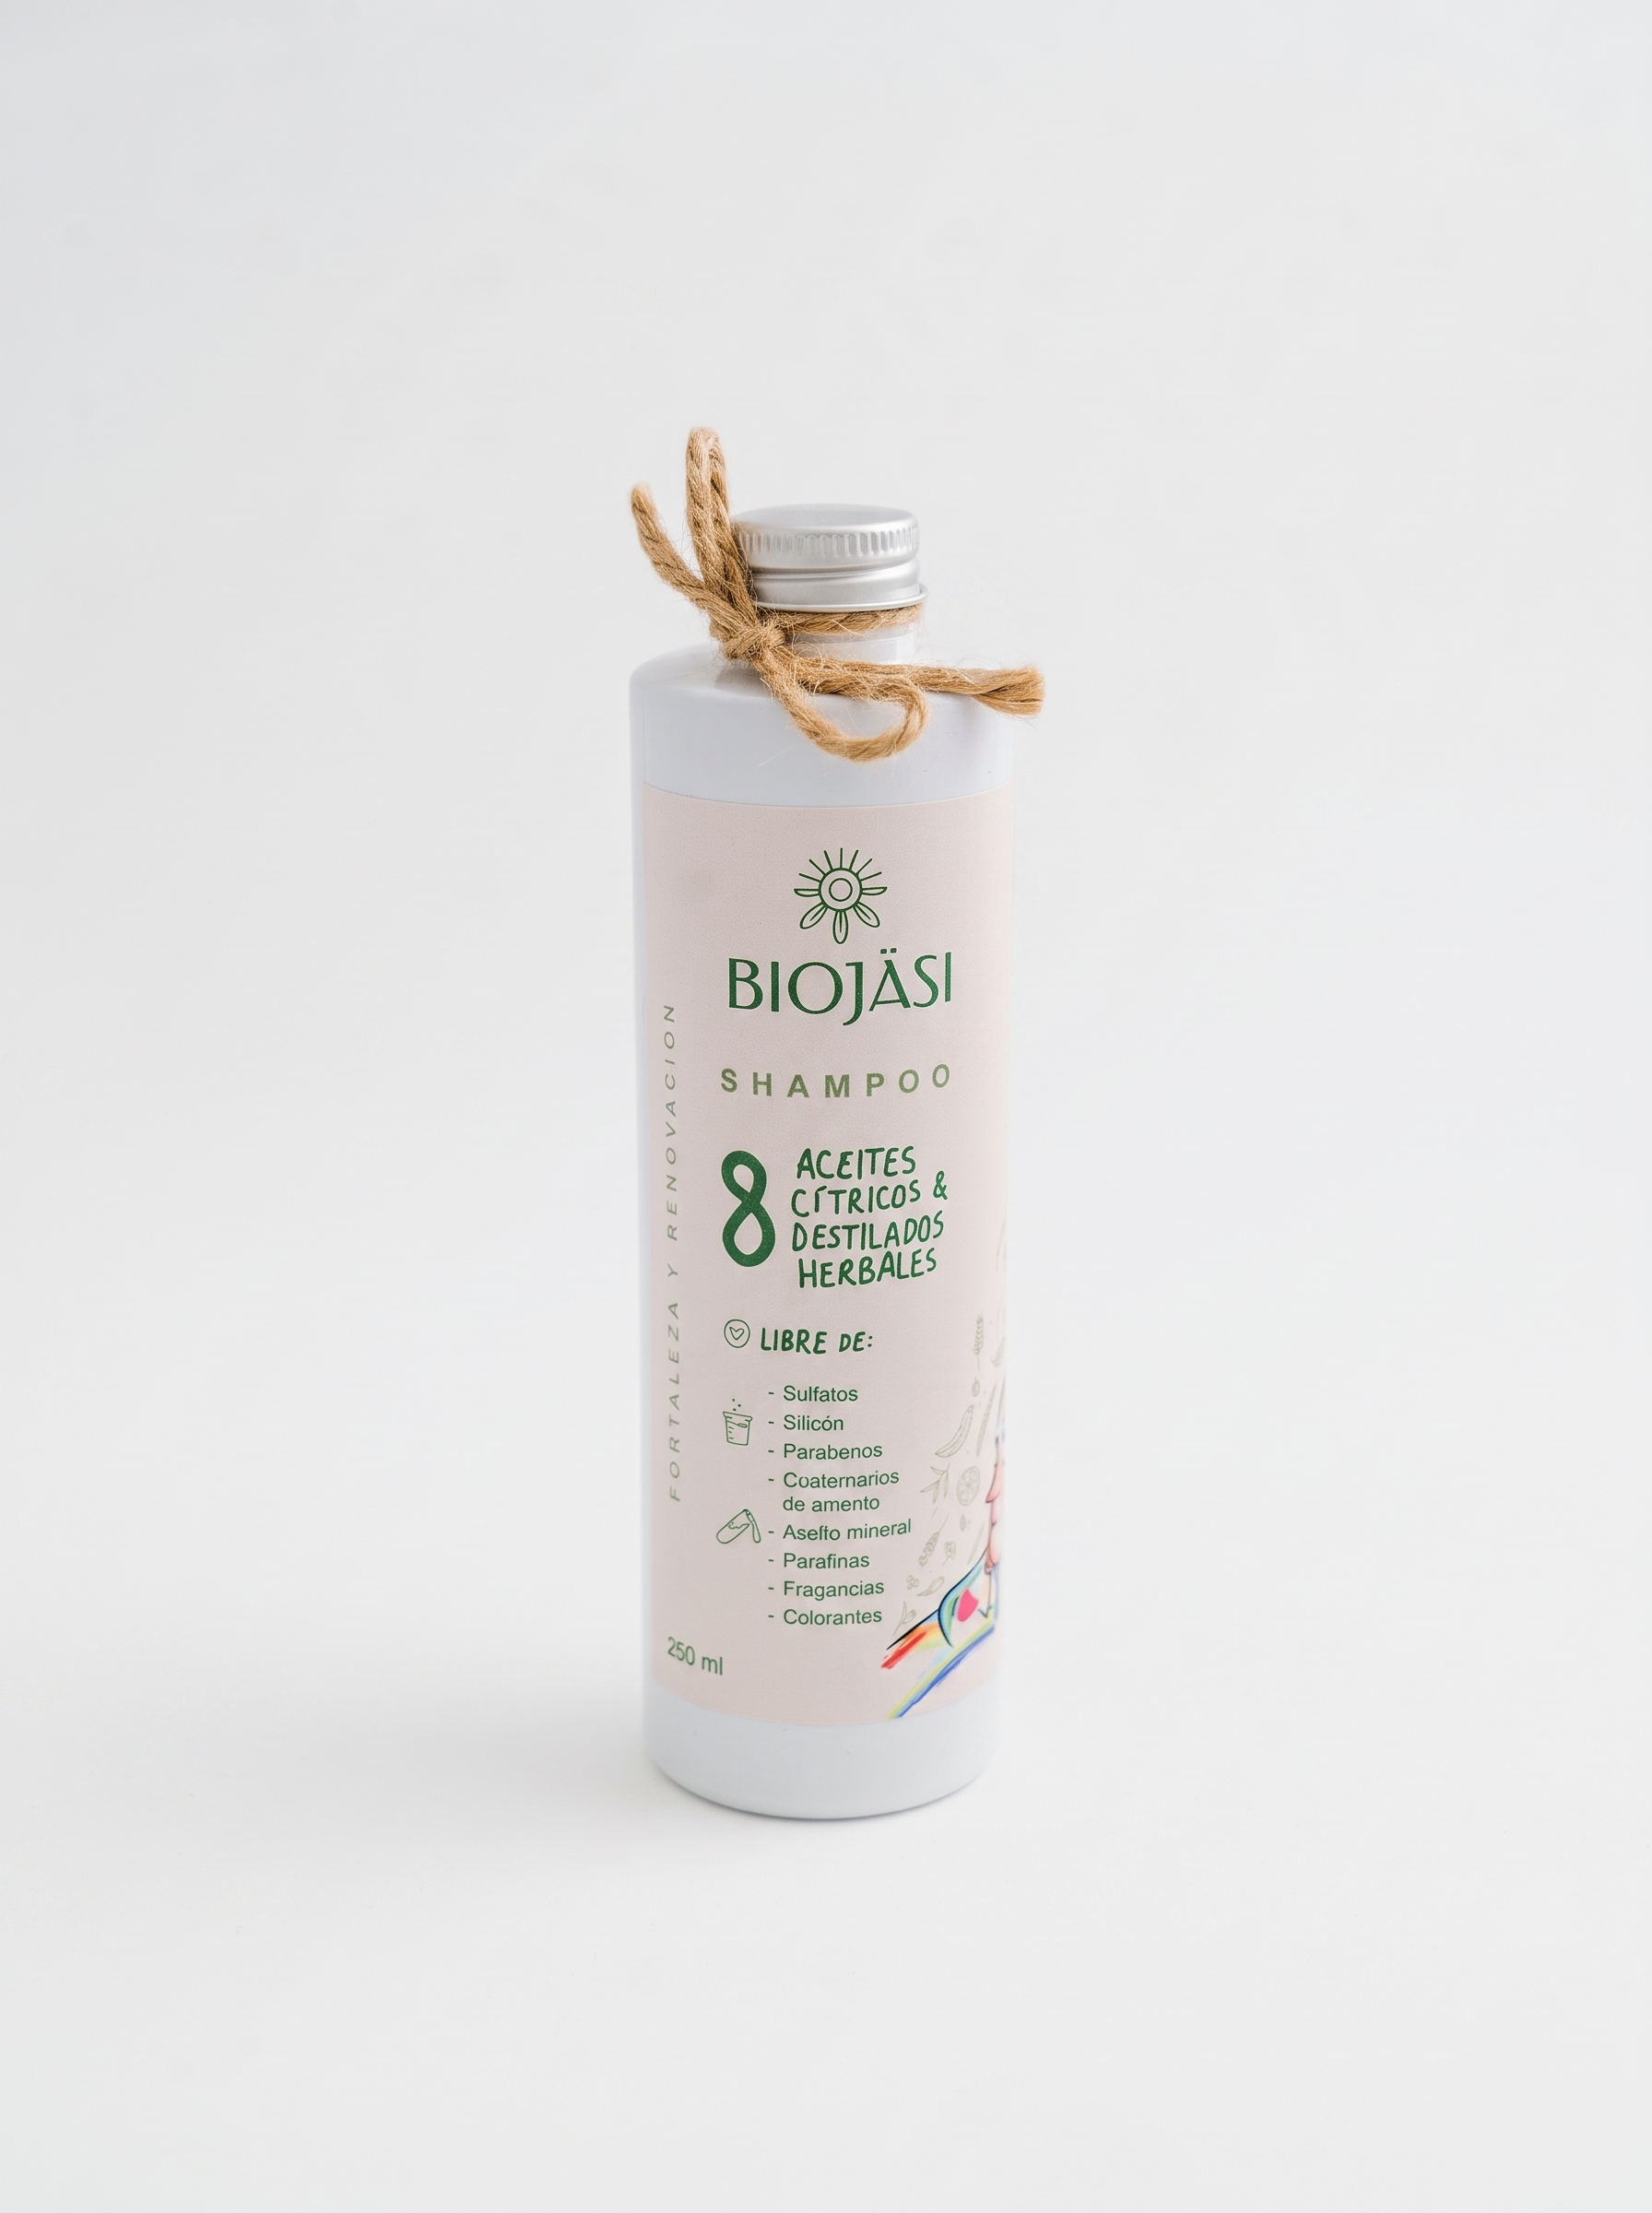 BIOJÄSI
SHAMPOO
8 ACEITES
CÍTRICOS &
DESTILADOS
HERBALES
LIBRE DE:
- Sulfatos
- Silicón
- Parabenos
- Coaternarios
de amento
- Aselto mineral
- Parafinas
- Fragancias
- Colorantes
250 ml
FORTALEZA Y RENOVACION